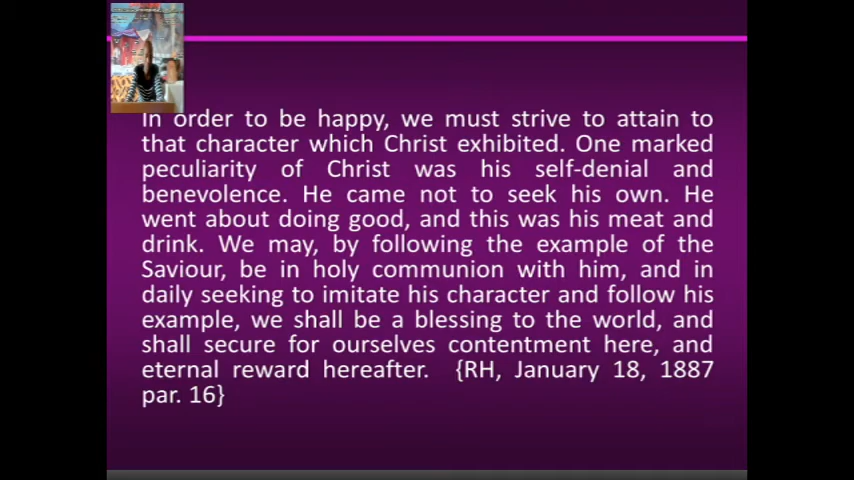 In order to be happy, we must strive to attain to
that character which Christ exhibited. One marked
peculiarity of Christ was his self-denial and
benevolence. He came not to seek his own. He
went about doing good, and this was his meat and
drink. We may, by following the example of the
Saviour, be in holy communion with him, and in
daily seeking to imitate his character and follow his
example, we shall be a blessing to the world, and
shall secure for ourselves contentment here, and
eternal reward hereafter. {RH, January 18, 1887
par. 16}